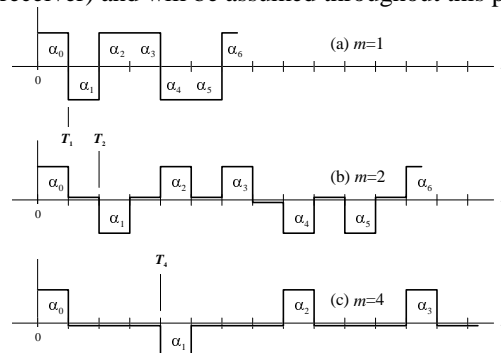 receiver) and will be assumed throughout this p
α0 α2 α3 α6 (a) m=1
0 α1 α4 α5
T1 T2
α0 α2 α3 (b) m=2 α6
0 α1 α4 α5
T4
α0 α2 (c) m=4 α3
0 α1